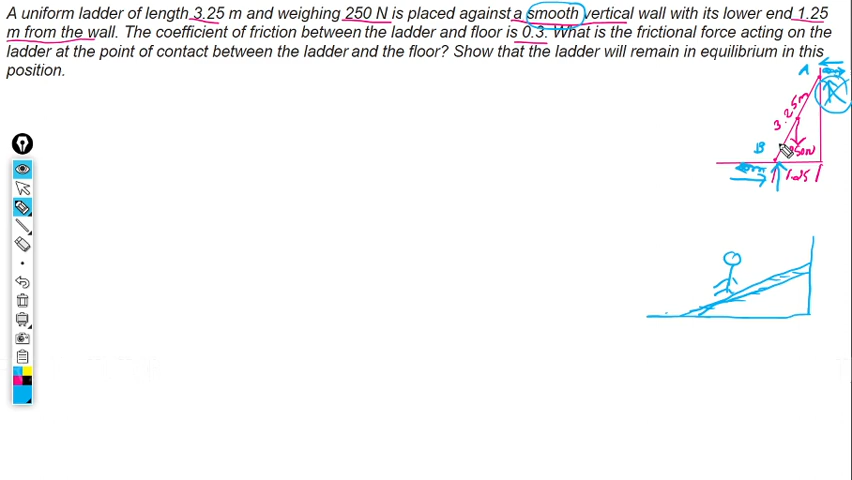 A uniform ladder of length 3.25 m and weighing 250 N is placed against a smooth vertical wall with its lower end 1.25
m from the wall. The coefficient of friction between the ladder and floor is 0.3. What is the frictional force acting on the
ladder at the point of contact between the ladder and the floor? Show that the ladder will remain in equilibrium in this
position.
A
3.25m
B
50N
1.25